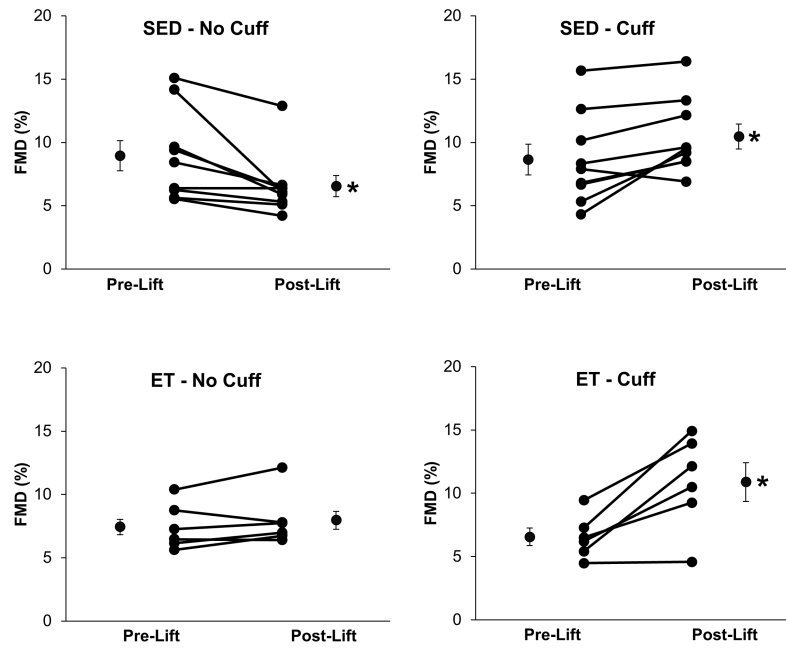 SED - No Cuff
20
15
10
5
0
FMD (%)
*
Pre-Lift Post-Lift
SED - Cuff
20
15
10
5
0
FMD (%)
*
Pre-Lift Post-Lift
ET - No Cuff
20
15
10
5
0
FMD (%)
Pre-Lift Post-Lift
ET - Cuff
20
15
10
5
0
FMD (%)
*
Pre-Lift Post-Lift